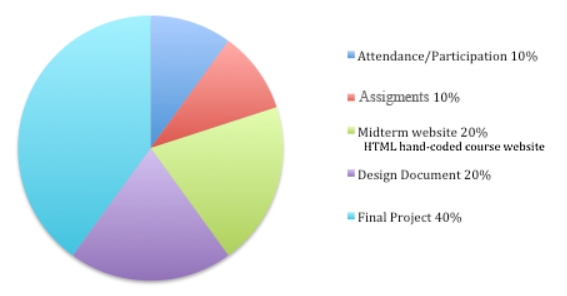 Attendance/Participation 10%
Assigments 10%
Midterm website 20%
HTML hand-coded course website
Design Document 20%
Final Project 40%